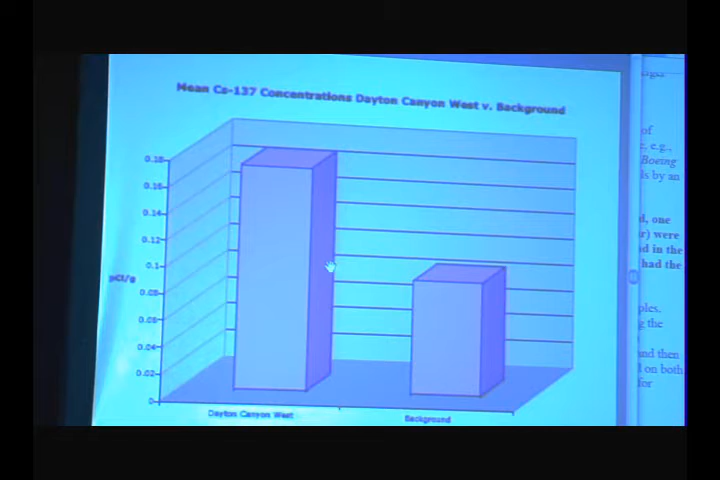 Mean Cs-137 Concentrations Dayton Canyon West v. Background
0.18
0.16
0.14
0.12
0.1
0.08
0.06
0.04
0.02
0
pCi/g
Dayton Canyon West
Background
of
e.g.,
Boeing
ls by an
d, one
r) were
d in the
had the
ples.
g the
nd then
l on both
for